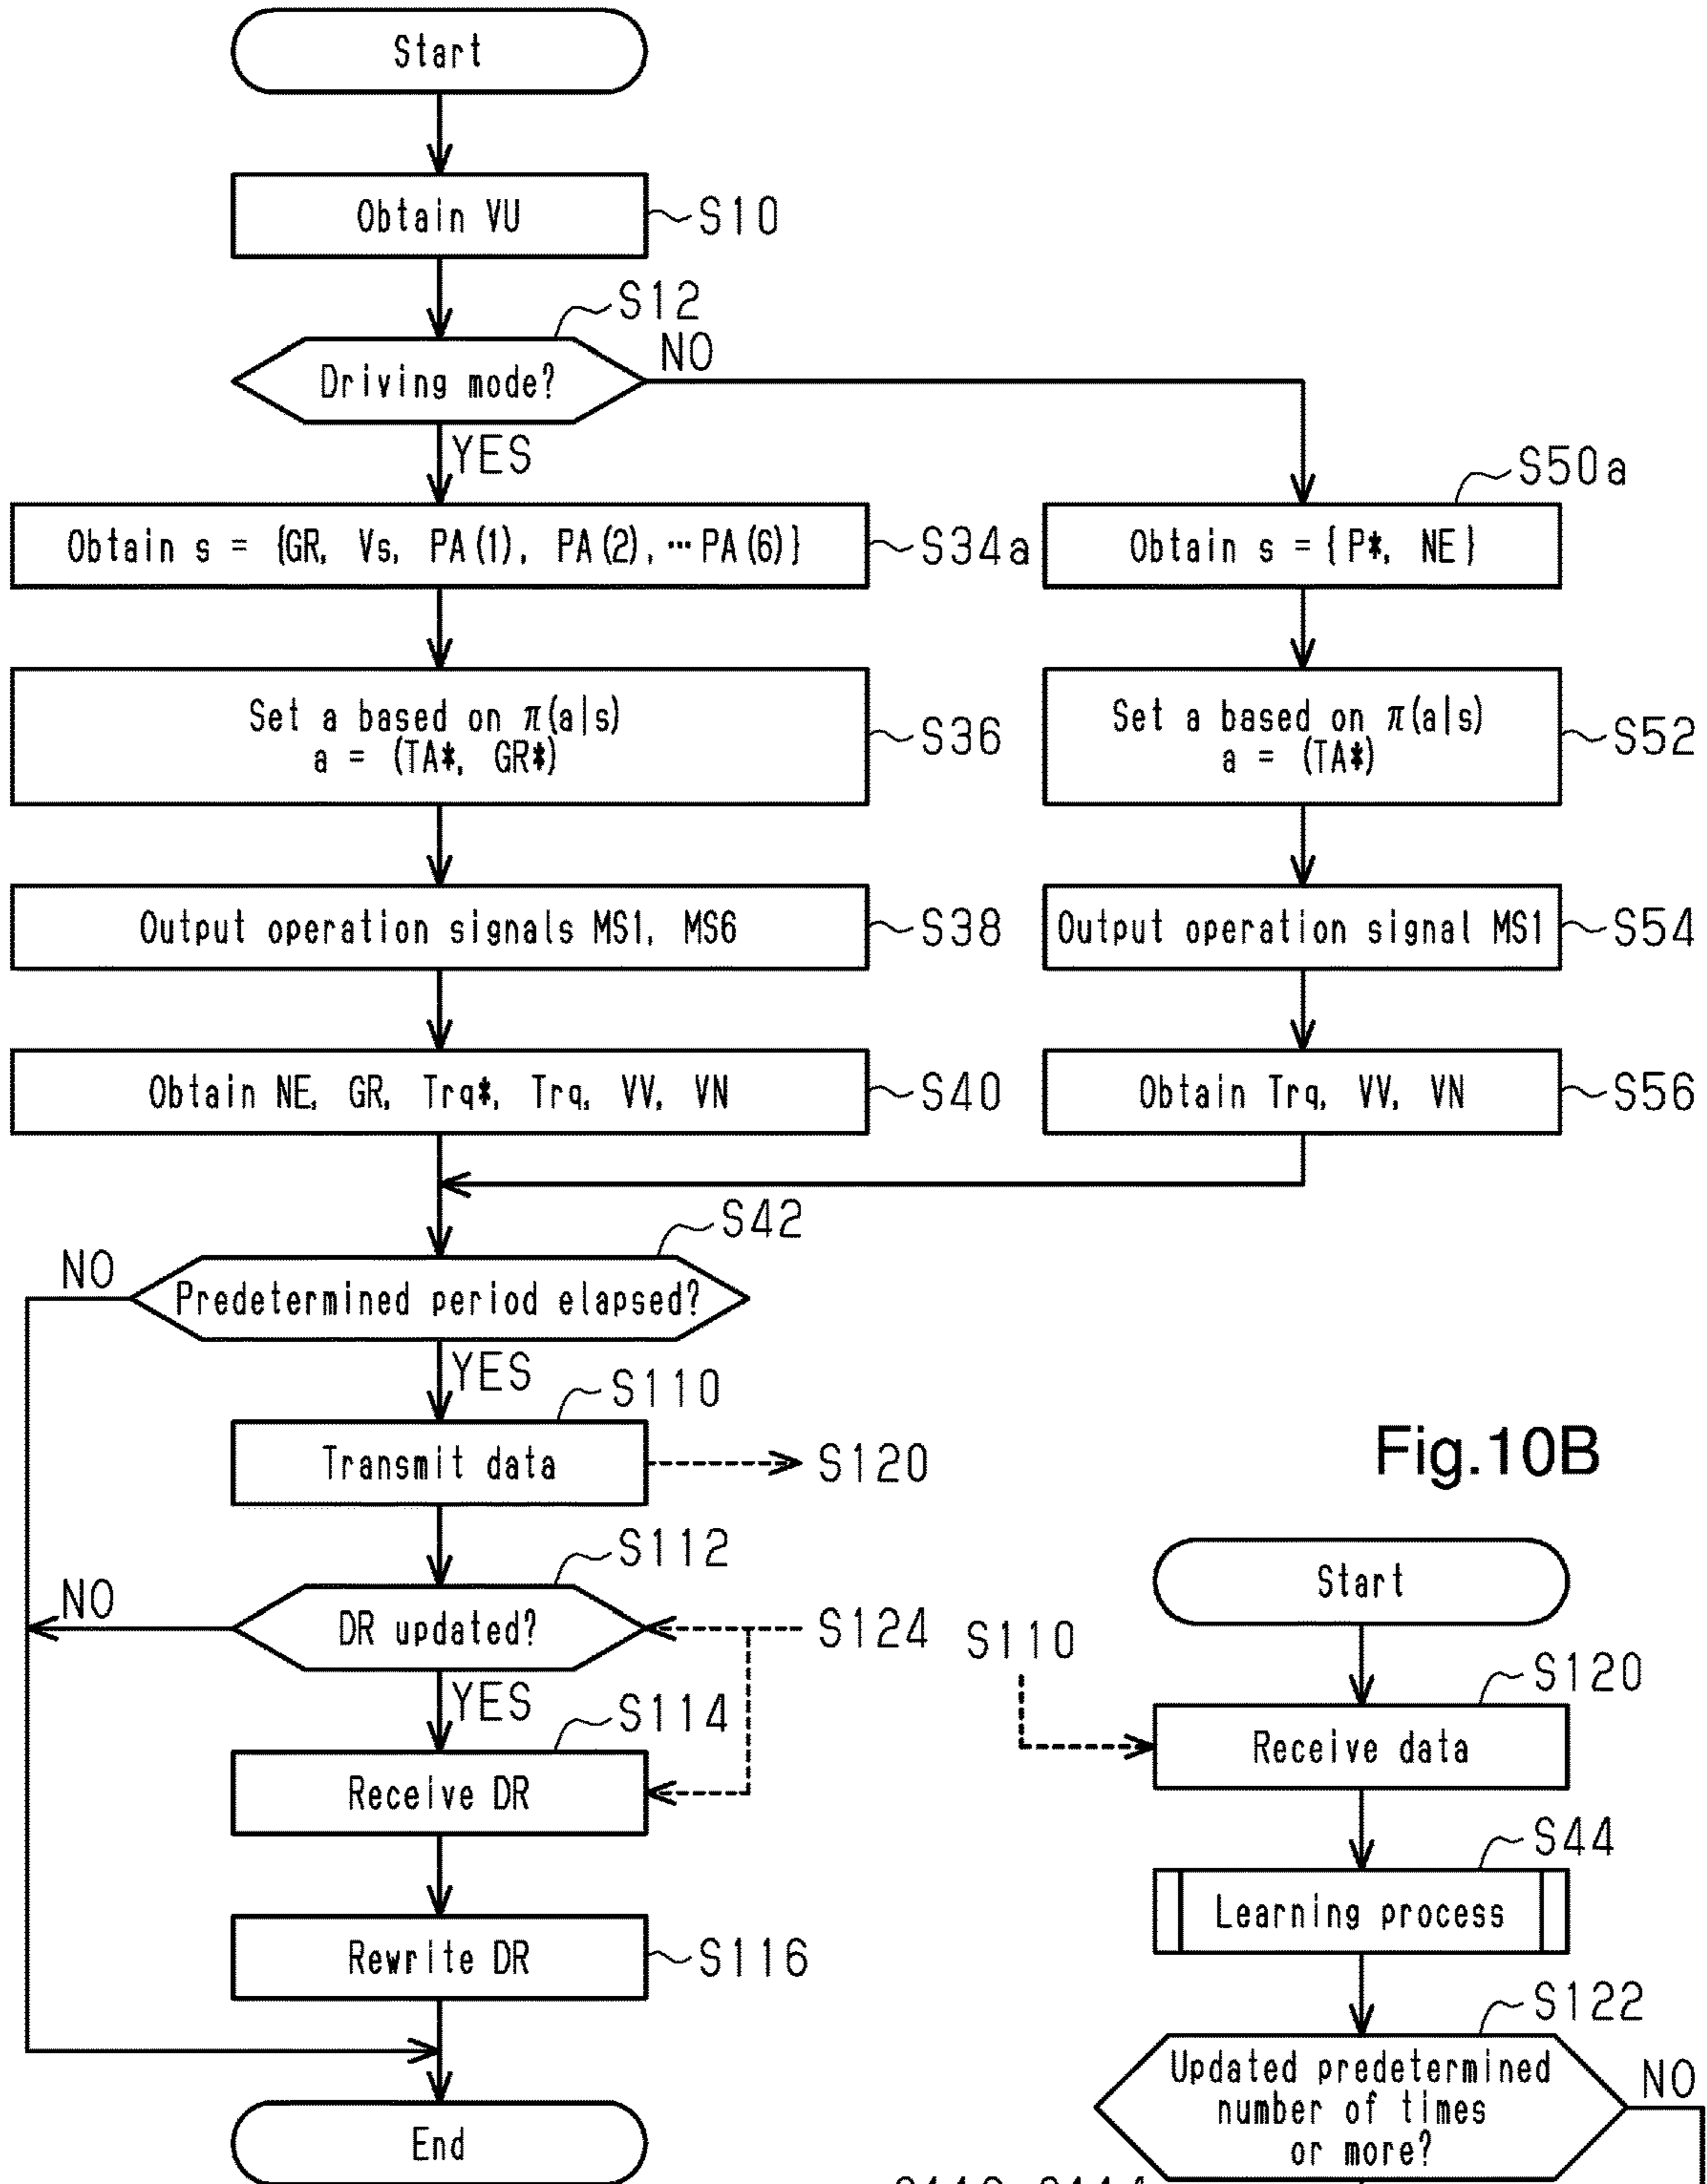 Start
Obtain VU
S10
S12
Driving mode?
NO
YES
Obtain s = {GR, Vs, PA(1), PA(2), ··· PA(6)}
S34a
S50a
Obtain s = { P*, NE }
Set a based on π(a|s)
a = (TA*, GR*)
S36
Set a based on π(a|s)
a = (TA*)
S52
Output operation signals MS1, MS6
S38
Output operation signal MS1
S54
Obtain NE, GR, Trq*, Trq, VV, VN
S40
Obtain Trq, VV, VN
S56
S42
NO
Predetermined period elapsed?
YES
S110
Transmit data
S120
S112
NO
DR updated?
S124
YES
S114
Receive DR
Rewrite DR
S116
End
Fig.10B
Start
S110
S120
Receive data
S44
Learning process
S122
Updated predetermined
number of times
or more?
NO